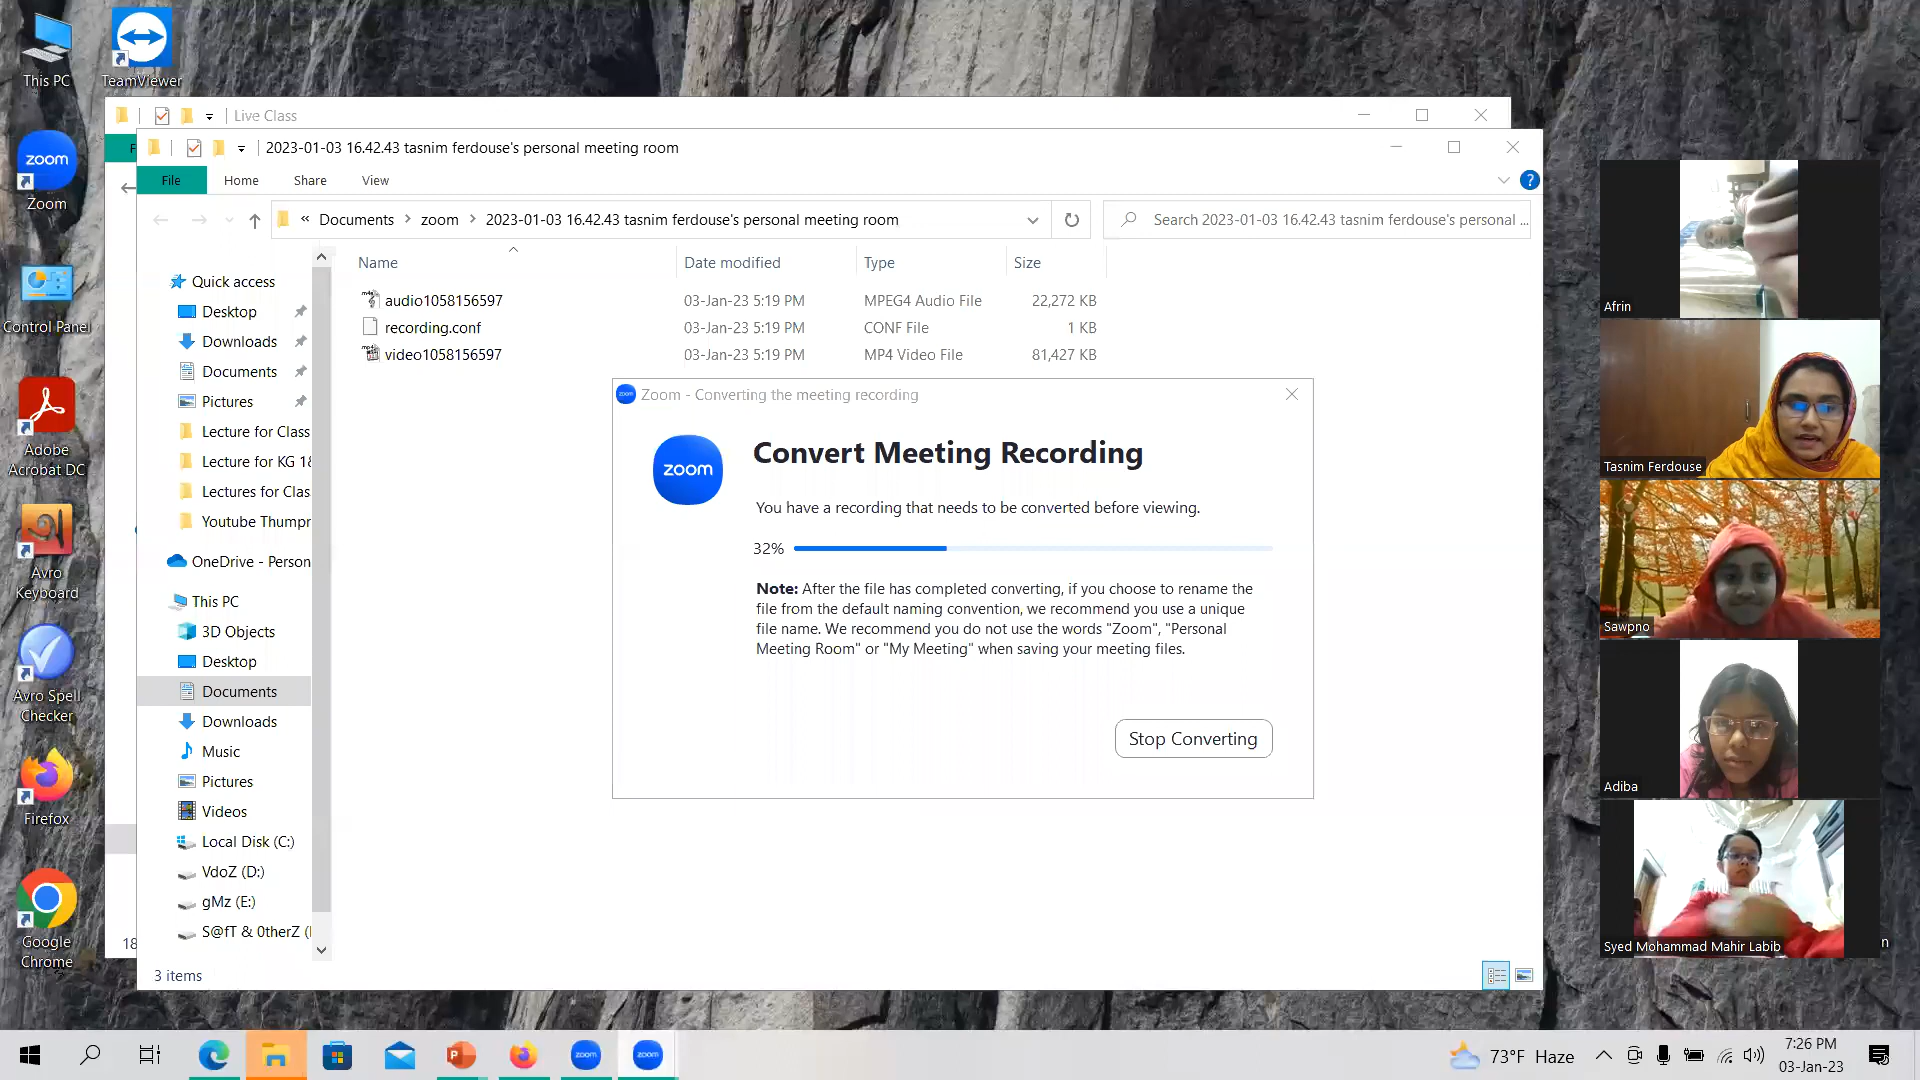 This PC
TeamViewer
Zoom
Control Panel
Adobe
Acrobat DC
Avro
Keyboard
Avro Spell
Checker
Firefox
Google
Chrome
Live Class
2023-01-03 16.42.43 tasnim ferdouse's personal meeting room
File
Home
Share
View
« Documents > zoom > 2023-01-03 16.42.43 tasnim ferdouse's personal meeting room
Search 2023-01-03 16.42.43 tasnim ferdouse's personal ...
Quick access
Desktop
Downloads
Documents
Pictures
Lecture for Class
Lecture for KG 18
Lectures for Clas
Youtube Thumpr
OneDrive - Person
This PC
3D Objects
Desktop
Documents
Downloads
Music
Pictures
Videos
Local Disk (C:)
VdoZ (D:)
gMz (E:)
S@fT & 0therZ (
18
3 items
Name Date modified Type Size
audio1058156597 03-Jan-23 5:19 PM MPEG4 Audio File 22,272 KB
recording.conf 03-Jan-23 5:19 PM CONF File 1 KB
video1058156597 03-Jan-23 5:19 PM MP4 Video File 81,427 KB
Zoom - Converting the meeting recording
zoom
Convert Meeting Recording
You have a recording that needs to be converted before viewing.
32%
Note: After the file has completed converting, if you choose to rename the
file from the default naming convention, we recommend you use a unique
file name. We recommend you do not use the words "Zoom", "Personal
Meeting Room" or "My Meeting" when saving your meeting files.
Stop Converting
Afrin
Tasnim Ferdouse
Sawpno
Adiba
Syed Mohammad Mahir Labib
n
73°F Haze
7:26 PM
03-Jan-23